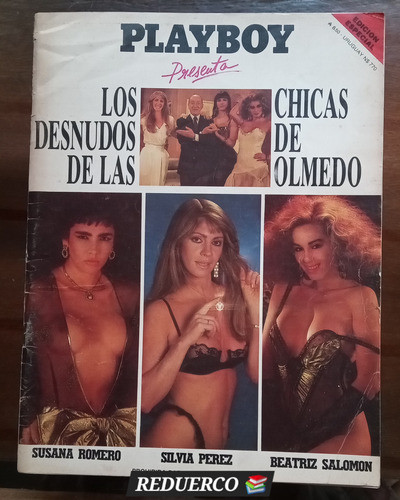 PLAYBOY
Presenta
EDICION
ESPECIAL
LOS CHICAS
DESNUDOS DE
DE LAS OLMEDO
SUSANA ROMERO
SILVIA PEREZ
BEATRIZ SALOMON
REDUERCO